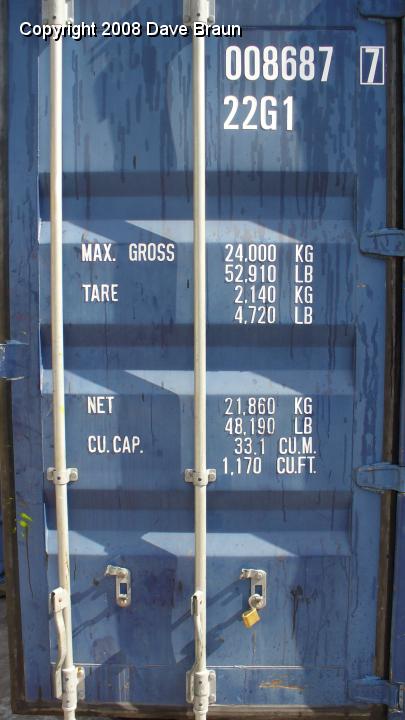 Copyright 2008 Dave Braun
008687 7
22G1
MAX. GROSS 24,000 KG
52,910 LB
TARE 2,140 KG
4,720 LB
NET 21,860 KG
48,190 LB
CU.CAP. 33.1 CU.M.
1,170 CU.FT.